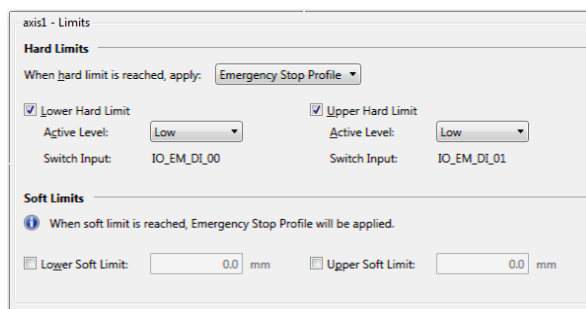 axis1 - Limits
Hard Limits
When hard limit is reached, apply: Emergency Stop Profile
Lower Hard Limit Upper Hard Limit
Active Level: Low Active Level: Low
Switch Input: IO_EM_DI_00 Switch Input: IO_EM_DI_01
Soft Limits
When soft limit is reached, Emergency Stop Profile will be applied.
Lower Soft Limit: 0.0 mm Upper Soft Limit: 0.0 mm